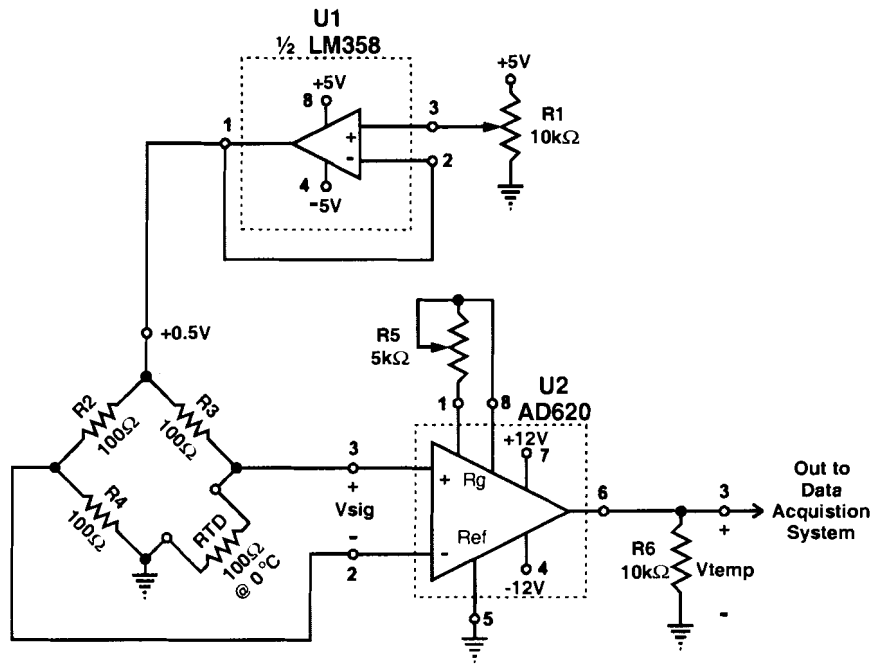 U1
½ LM358
+5V
8
3
+5V
R1
10kΩ
1
+
-
2
4
-5V
+0.5V
R5
5kΩ
U2
AD620
1
8
R2
100Ω
R3
100Ω
+12V
7
3
+
Vsig
-
2
+
Rg
Ref
-
6
3
+
Out to
Data
Acquistion
System
R4
100Ω
RTD
100Ω
@ 0 °C
4
-12V
5
R6
10kΩ
Vtemp
-